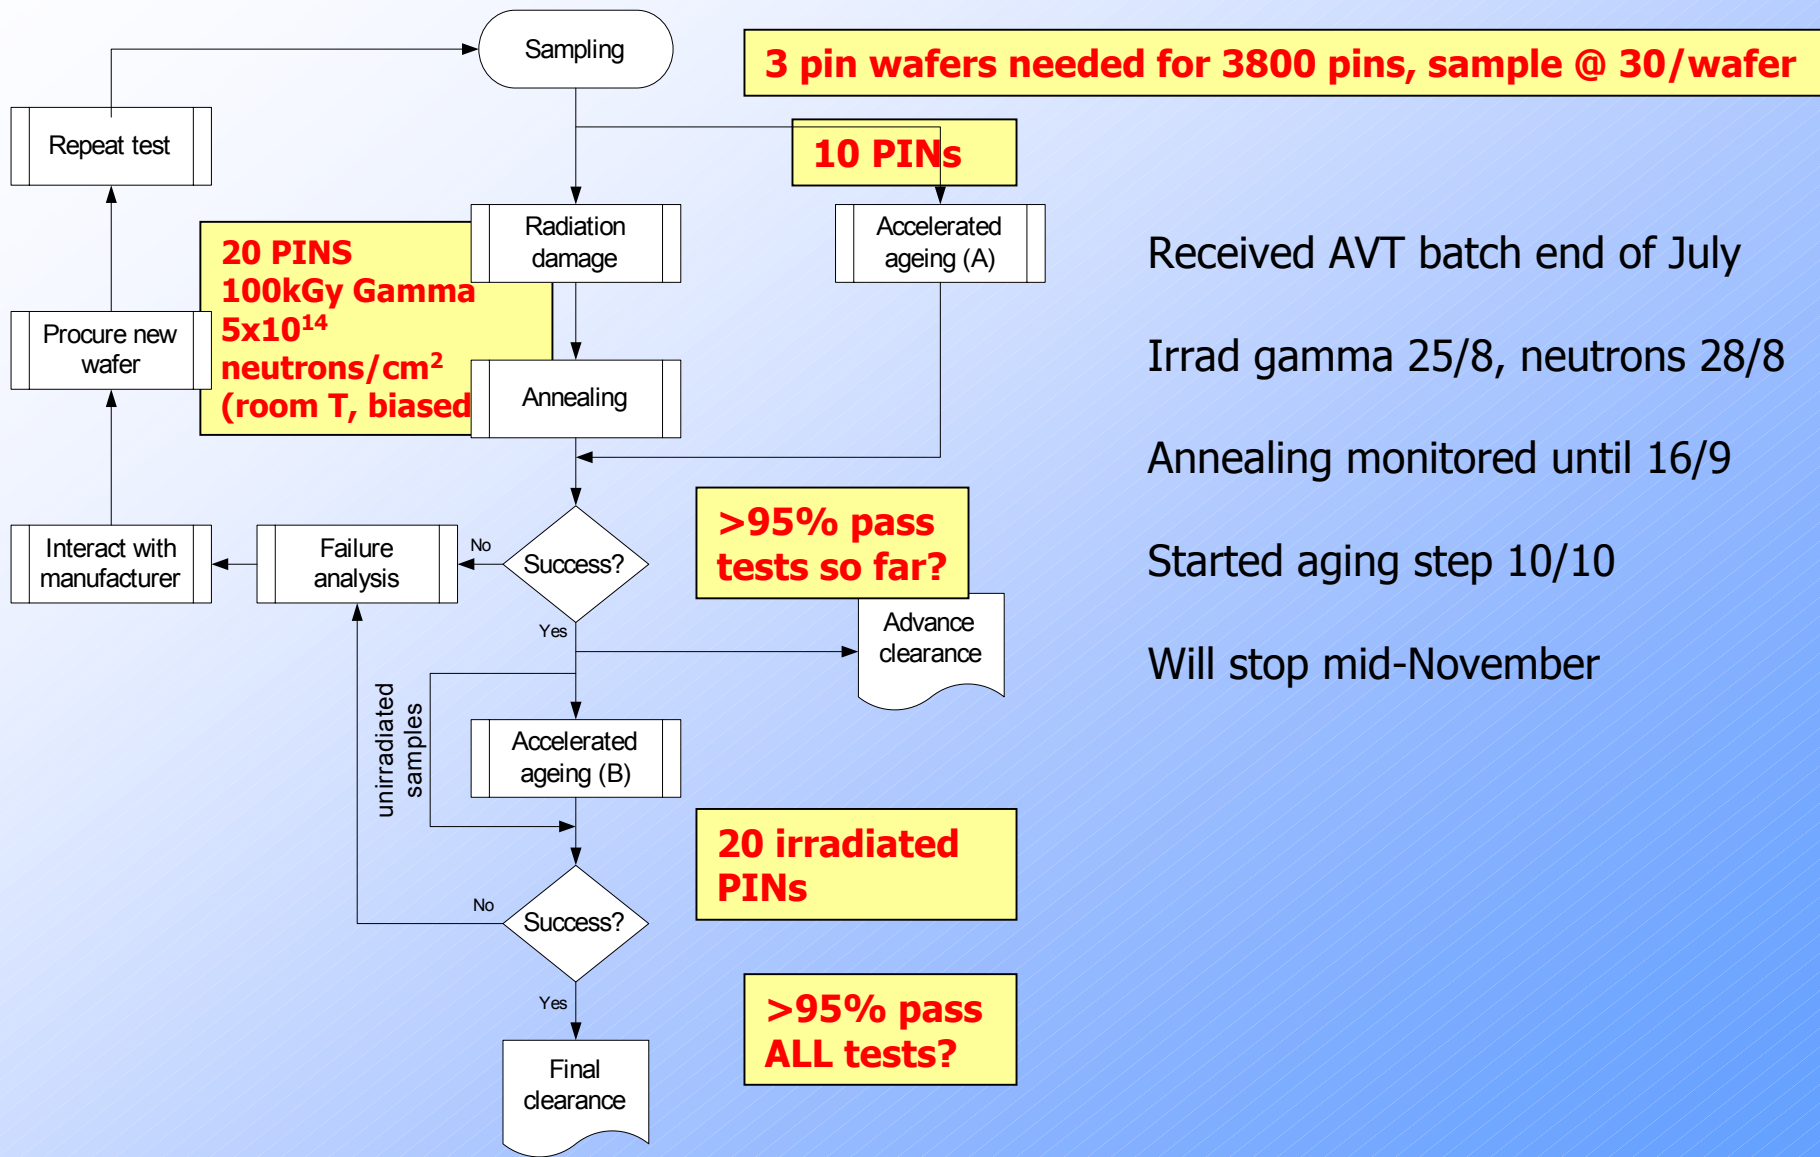 Sampling
3 pin wafers needed for 3800 pins, sample @ 30/wafer
Repeat test
10 PINs
Radiation
damage
Accelerated
ageing (A)
20 PINS
100kGy Gamma
5x10¹⁴
neutrons/cm²
(room T, biased
Procure new
wafer
Annealing
Interact with
manufacturer
Failure
analysis
No
Success?
>95% pass
tests so far?
Yes
Advance
clearance
unirradiated
samples
Accelerated
ageing (B)
20 irradiated
PINs
No
Success?
Yes
>95% pass
ALL tests?
Final
clearance
Received AVT batch end of July
Irrad gamma 25/8, neutrons 28/8
Annealing monitored until 16/9
Started aging step 10/10
Will stop mid-November